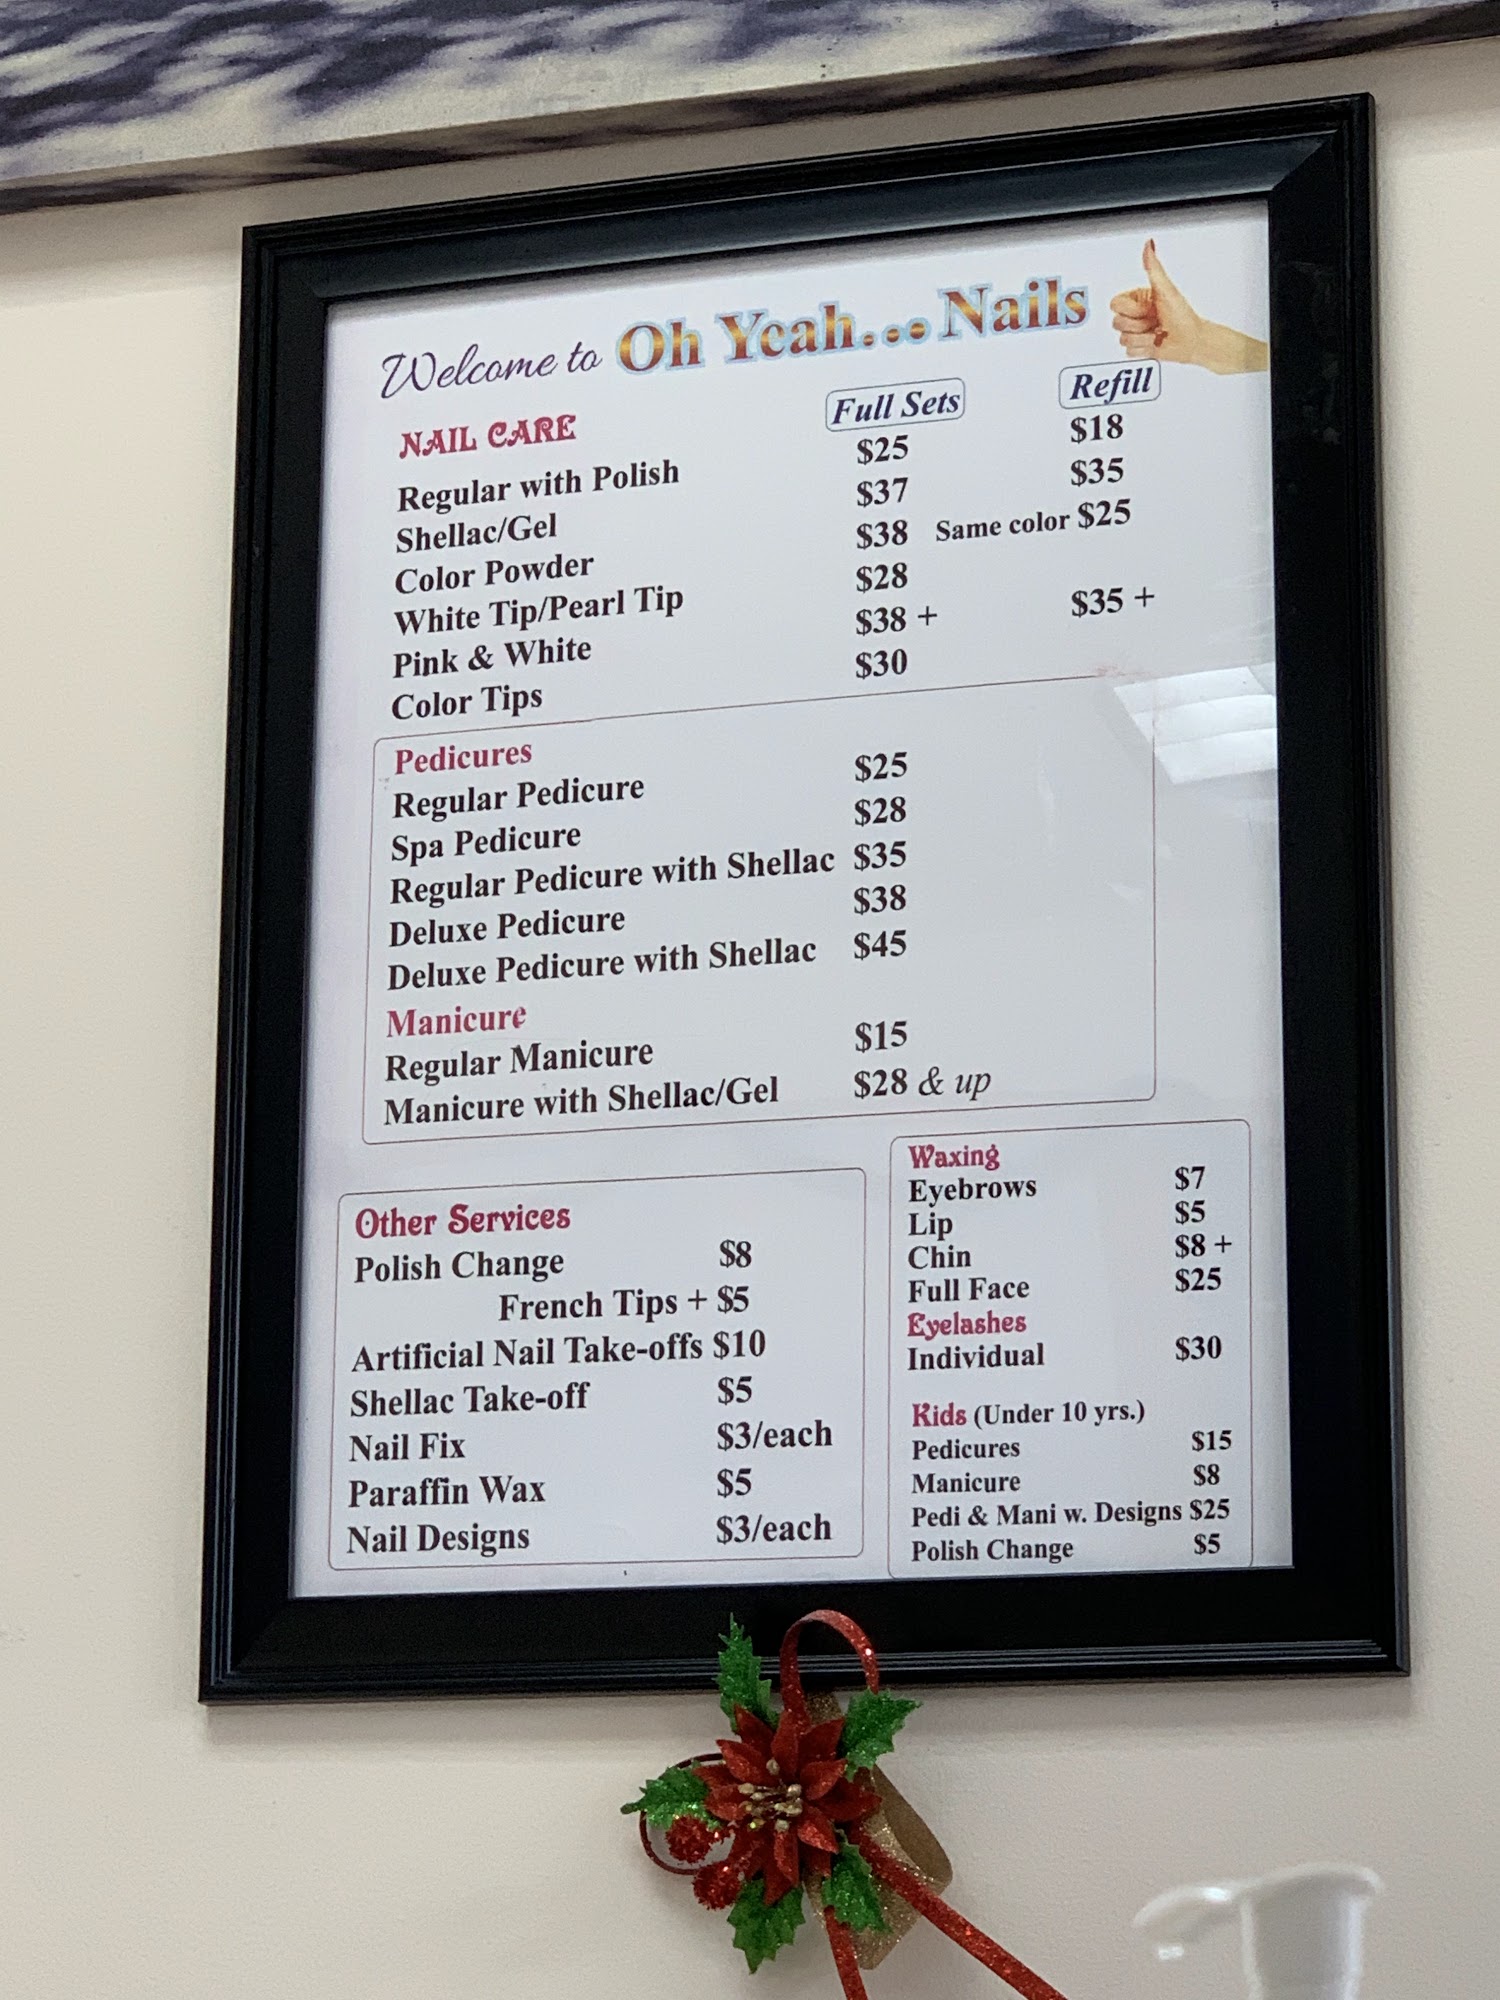 Welcome to Oh Yeah... Nails
NAIL CARE Full Sets Refill
Regular with Polish $25 $18
Shellac/Gel $37 $35
Color Powder $38 Same color $25
White Tip/Pearl Tip $28
Pink & White $38 + $35 +
Color Tips $30
Pedicures
Regular Pedicure $25
Spa Pedicure $28
Regular Pedicure with Shellac $35
Deluxe Pedicure $38
Deluxe Pedicure with Shellac $45
Manicure
Regular Manicure $15
Manicure with Shellac/Gel $28 & up
Other Services
Polish Change $8
French Tips + $5
Artificial Nail Take-offs $10
Shellac Take-off $5
Nail Fix $3/each
Paraffin Wax $5
Nail Designs $3/each
Waxing
Eyebrows $7
Lip $5
Chin $8 +
Full Face $25
Eyelashes
Individual $30
Kids (Under 10 yrs.)
Pedicures $15
Manicure $8
Pedi & Mani w. Designs $25
Polish Change $5